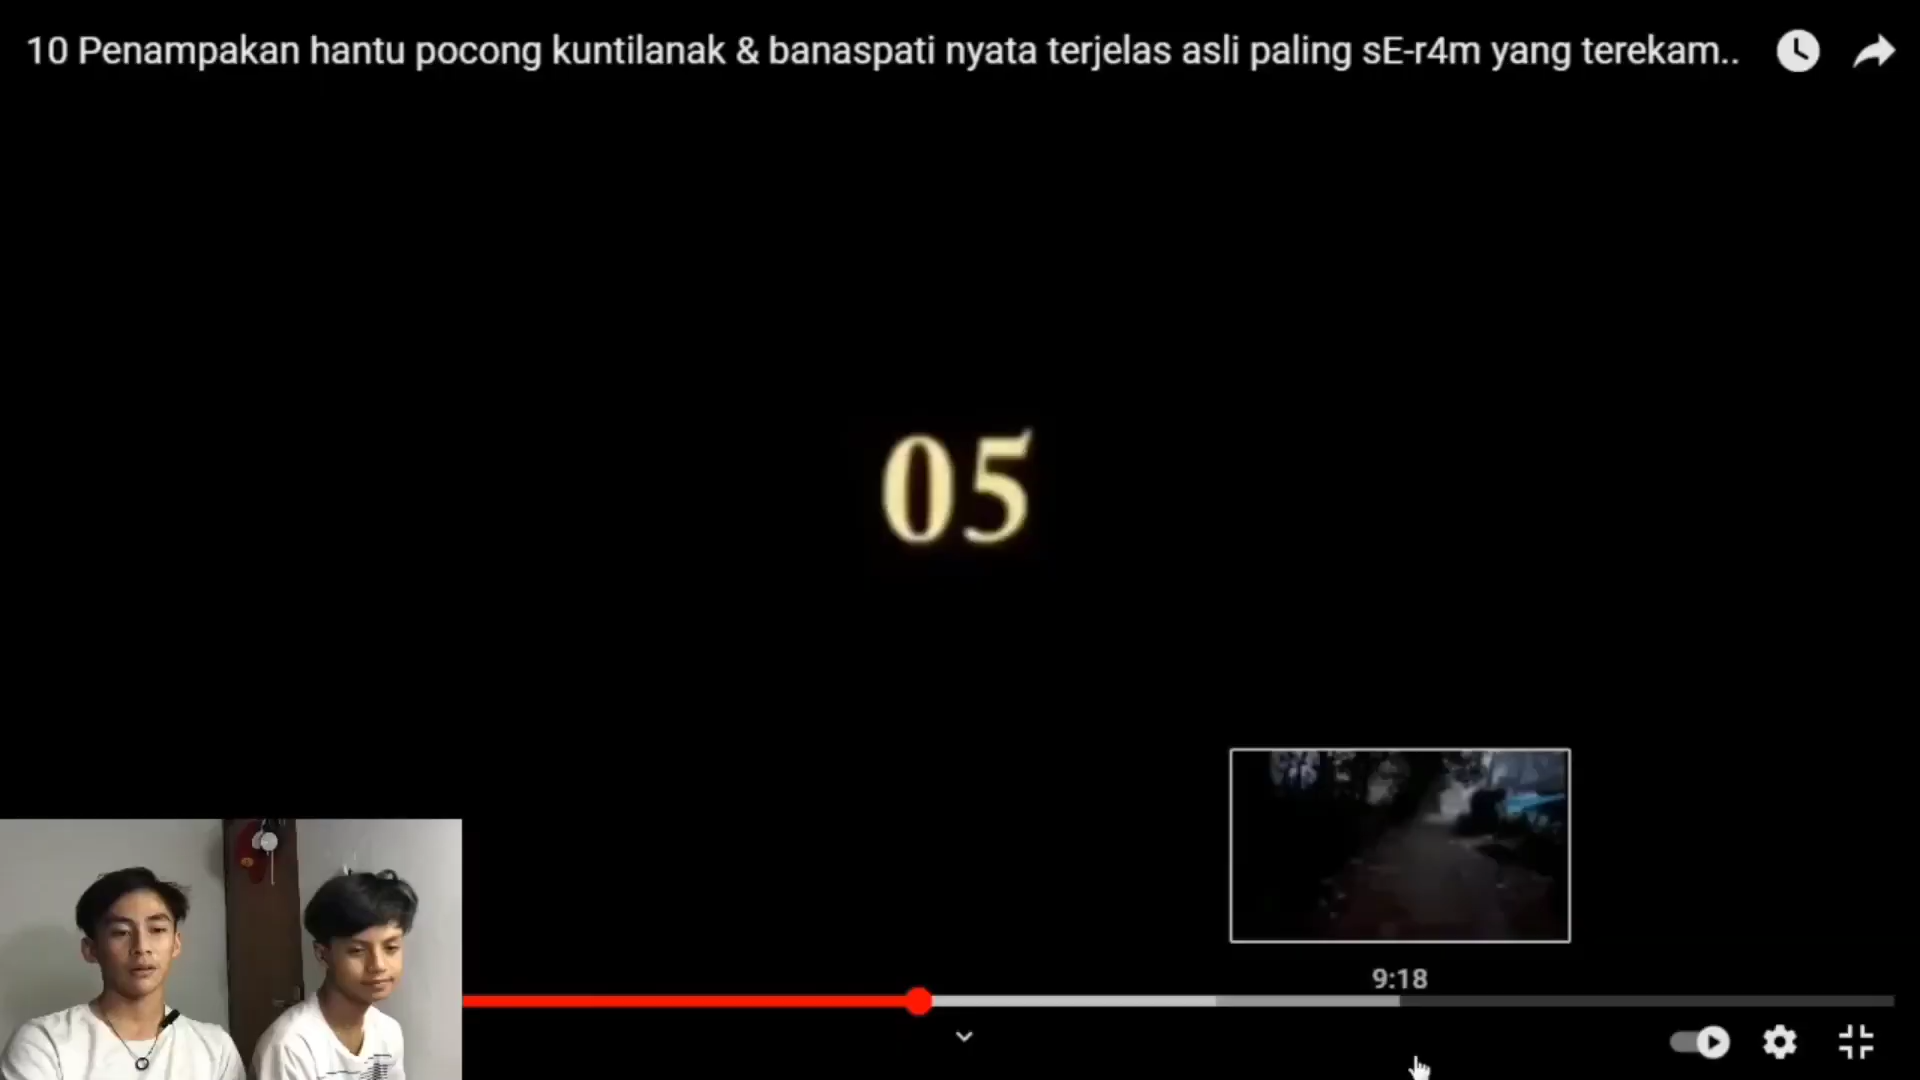 10 Penampakan hantu pocong kuntilanak & banaspati nyata terjelas asli paling sE-r4m yang terekam..
05
9:18